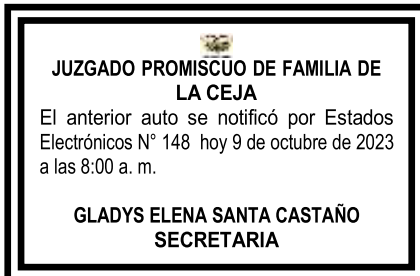 JUZGADO PROMISCUO DE FAMILIA DE
LA CEJA
El anterior auto se notificó por Estados
Electrónicos N° 148 hoy 9 de octubre de 2023
a las 8:00 a. m.
GLADYS ELENA SANTA CASTAÑO
SECRETARIA